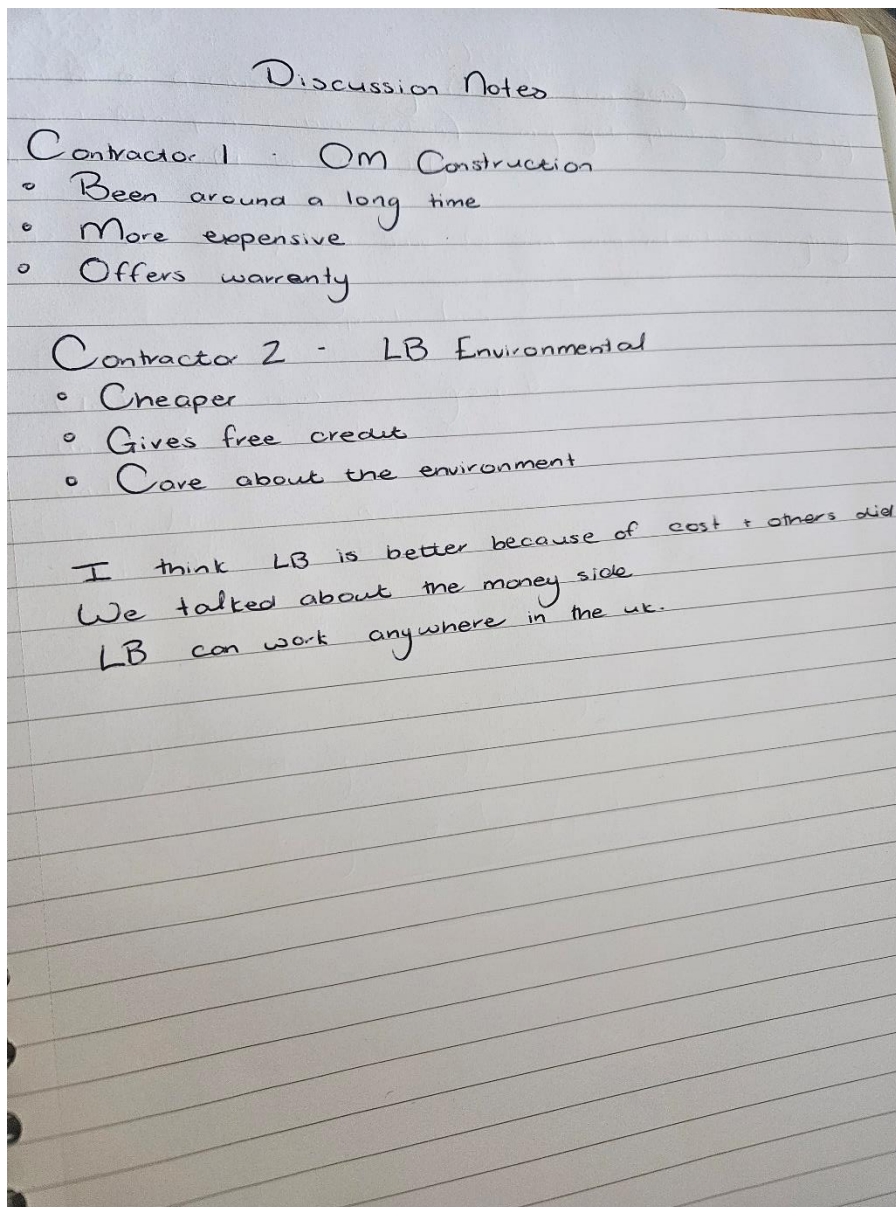 Discussion Notes
Contractor 1 - OM Construction
• Been around a long time
• More expensive
• Offers warrenty
Contractor 2 - LB Environmental
• Cheaper
• Gives free credit
• Care about the environment
I think LB is better because of cost + others did
We talked about the money side
LB can work anywhere in the uk.